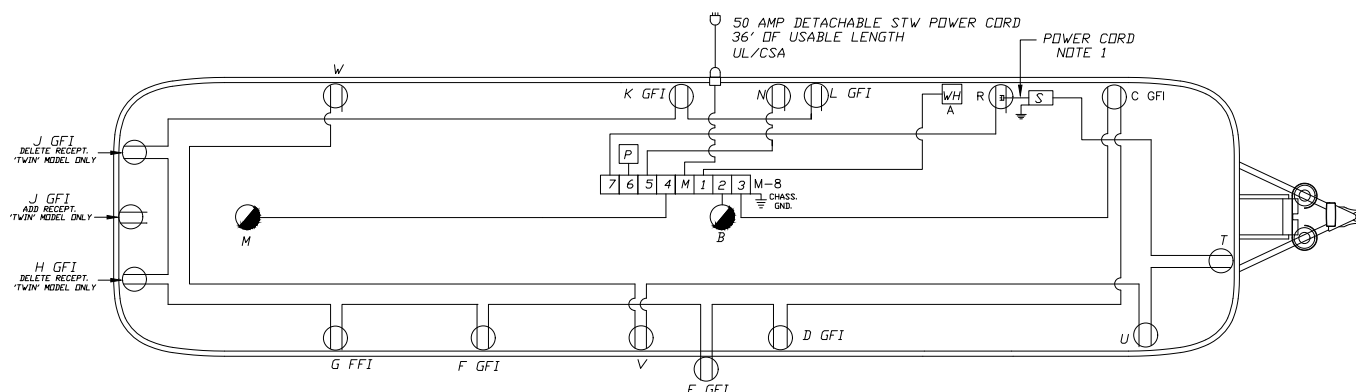 50 AMP DETACHABLE STW POWER CORD
36' OF USABLE LENGTH
UL/CSA
POWER CORD
NOTE 1
W
K GFI
N
L GFI
WH
A
R
S
C GFI
J GFI
DELETE RECEPT.
'TWIN' MODEL ONLY
P
7 6 5 4 M 1 2 3 M-8
CHASS.
GND.
J GFI
ADD RECEPT.
'TWIN' MODEL ONLY
M
B
T
H GFI
DELETE RECEPT.
'TWIN' MODEL ONLY
G FFI
F GFI
V
D GFI
U
E GFI